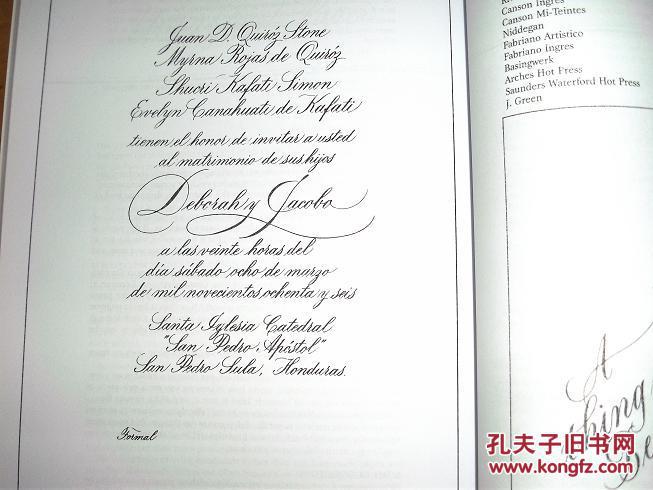 Juan D. Quiróz Stone
Myrna Rojas de Quiróz
Shucri Kafati Simon
Evelyn Canahuati de Kafati
tienen el honor de invitar a usted
al matrimonio de sus hijos
Deborah y Jacobo
a las veinte horas del
día sábado ocho de marzo
de mil novecientos ochenta y seis
Santa Iglesia Catedral
"San Pedro Apóstol"
San Pedro Sula, Honduras.
Formal
Canson Ingres
Canson Mi-Teintes
Niddegan
Fabriano Artistico
Fabriano Ingres
Basingwerk
Arches Hot Press
Saunders Waterford Hot Press
J. Green
A
thing
孔夫子旧书网
www.kongfz.com